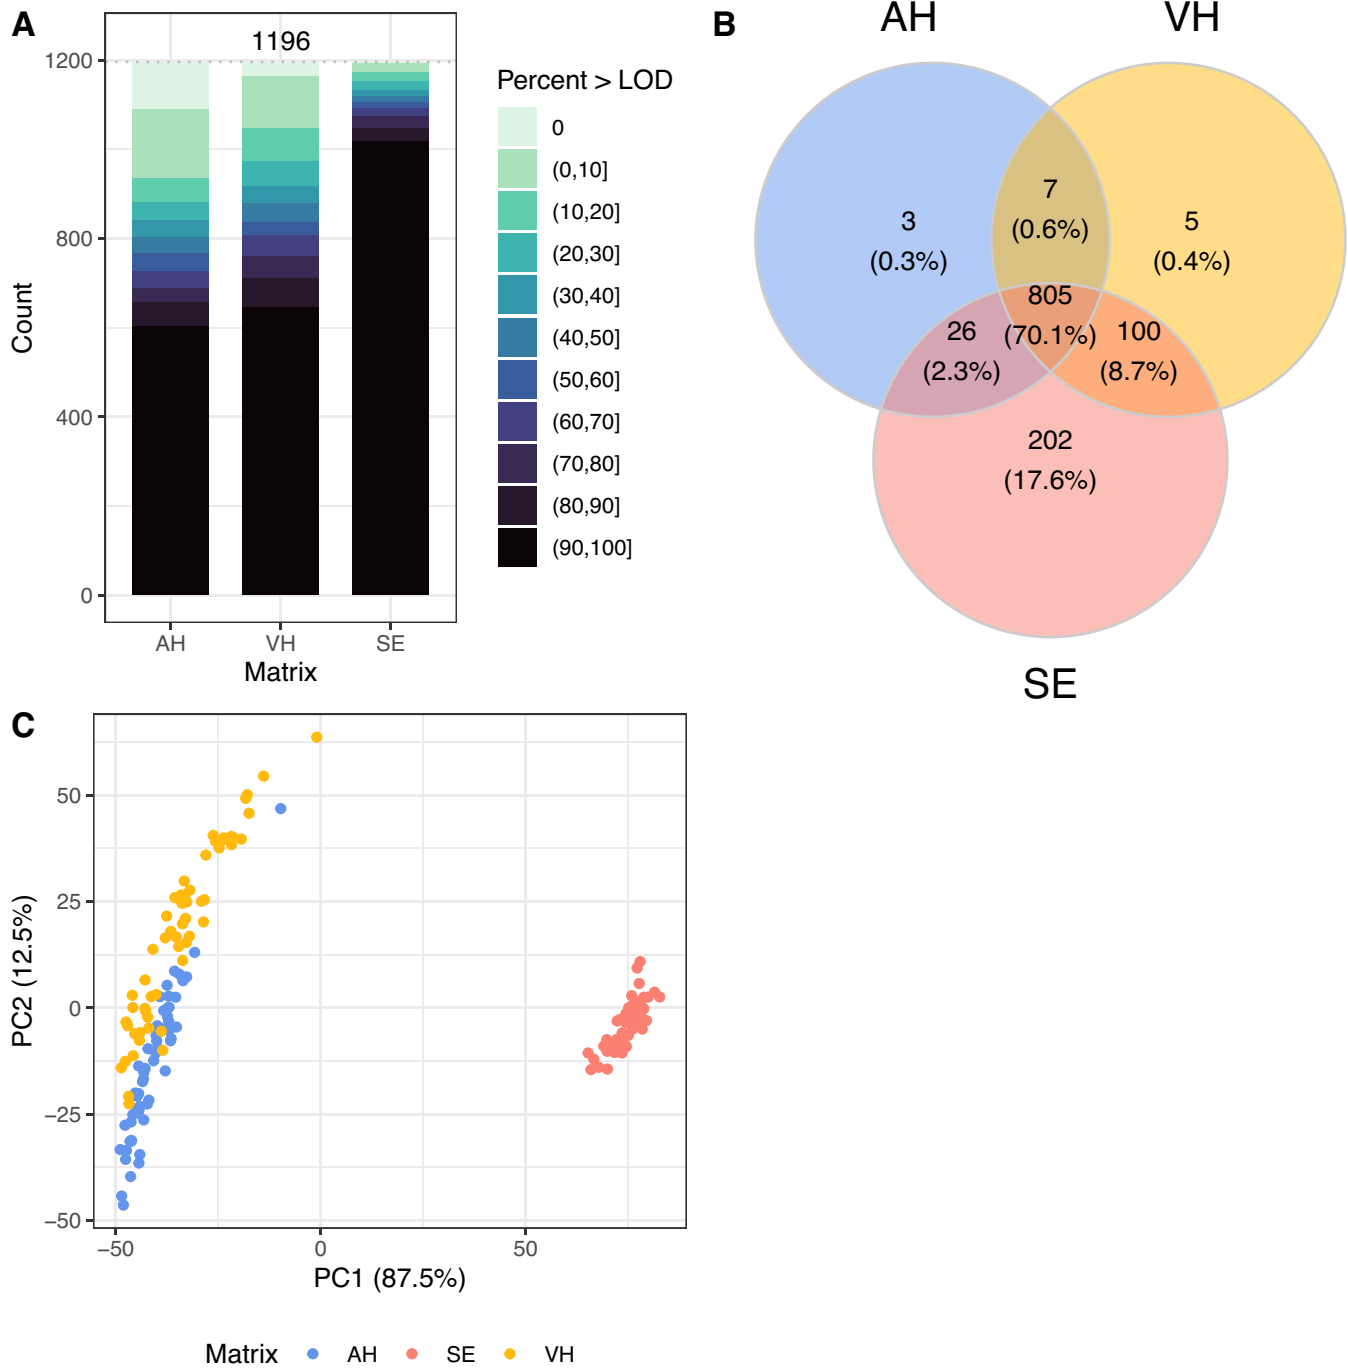 A
1196
1200
800
400
0
Count
AH
VH
SE
Matrix
Percent > LOD
0
(0,10]
(10,20]
(20,30]
(30,40]
(40,50]
(50,60]
(60,70]
(70,80]
(80,90]
(90,100]
B
AH
VH
7
(0.6%)
3
(0.3%)
5
(0.4%)
805
(70.1%)
26
(2.3%)
100
(8.7%)
202
(17.6%)
SE
C
50
25
0
−25
−50
PC2 (12.5%)
−50
0
50
PC1 (87.5%)
Matrix AH SE VH